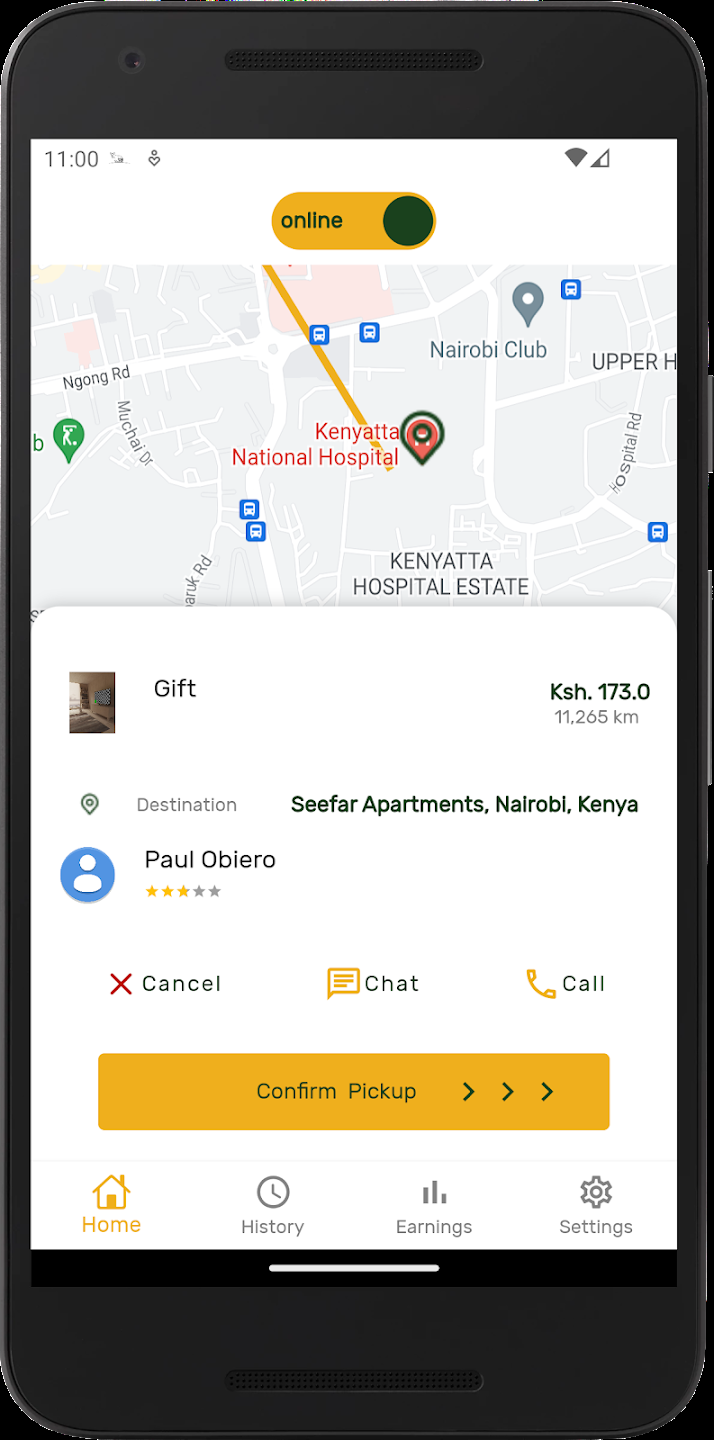 11:00
online
Nairobi Club
UPPER H
Ngong Rd
Muchai Dr
b
Kenyatta
National Hospital
Hospital Rd
KENYATTA
HOSPITAL ESTATE
aruk Rd
Gift
Ksh. 173.0
11,265 km
Destination
Seefar Apartments, Nairobi, Kenya
Paul Obiero
Cancel
Chat
Call
Confirm Pickup
Home
History
Earnings
Settings